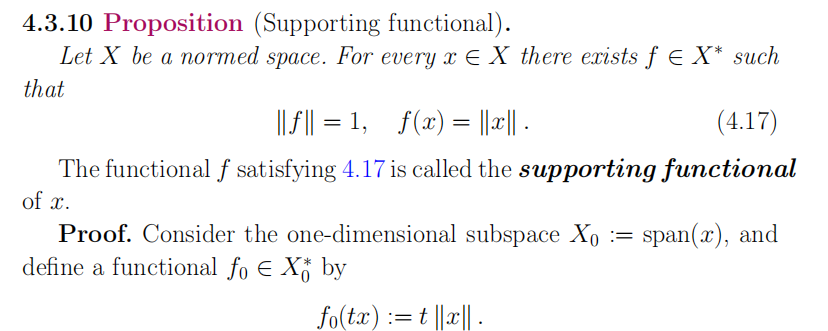 4.3.10 Proposition (Supporting functional).
Let X be a normed space. For every x ∈ X there exists f ∈ X* such
that
‖f‖ = 1, f(x) = ‖x‖ . (4.17)
The functional f satisfying 4.17 is called the supporting functional
of x.
Proof. Consider the one-dimensional subspace X₀ := span(x), and
define a functional f₀ ∈ X₀* by
f₀(tx) := t ‖x‖ .